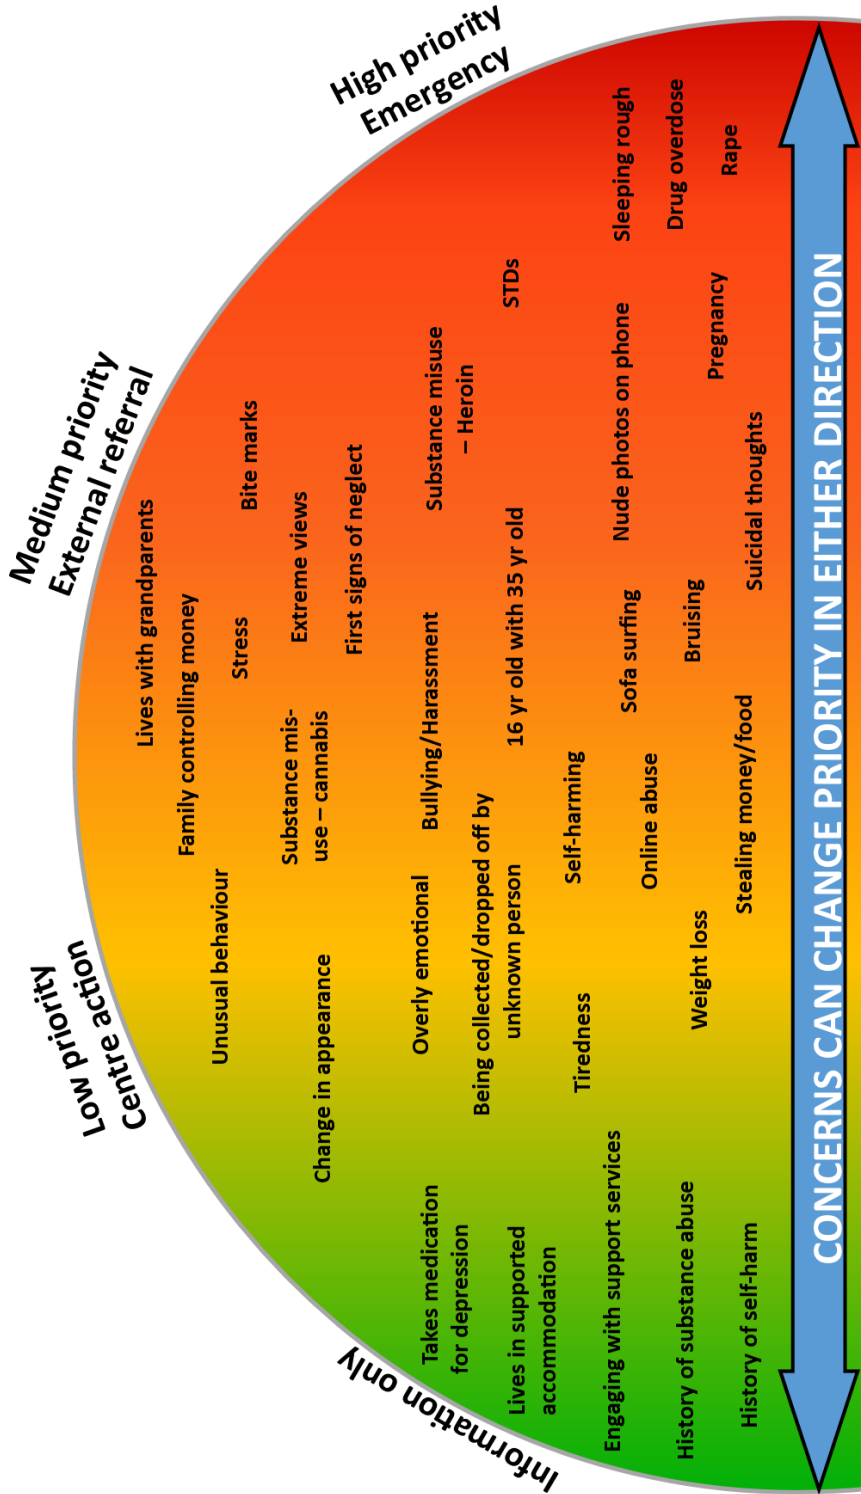 Information only
Low priority
Centre action
Medium priority
External referral
High priority
Emergency
Lives with grandparents
Family controlling money
Unusual behaviour
Stress
Bite marks
Substance mis-
use – cannabis
Extreme views
Change in appearance
First signs of neglect
Takes medication
for depression
Overly emotional
Bullying/Harassment
Substance misuse
– Heroin
Being collected/dropped off by
unknown person
Lives in supported
accommodation
16 yr old with 35 yr old
STDs
Tiredness
Self-harming
Engaging with support services
Sofa surfing
Nude photos on phone
Sleeping rough
Online abuse
History of substance abuse
Weight loss
Bruising
Drug overdose
Pregnancy
History of self-harm
Stealing money/food
Suicidal thoughts
Rape
CONCERNS CAN CHANGE PRIORITY IN EITHER DIRECTION